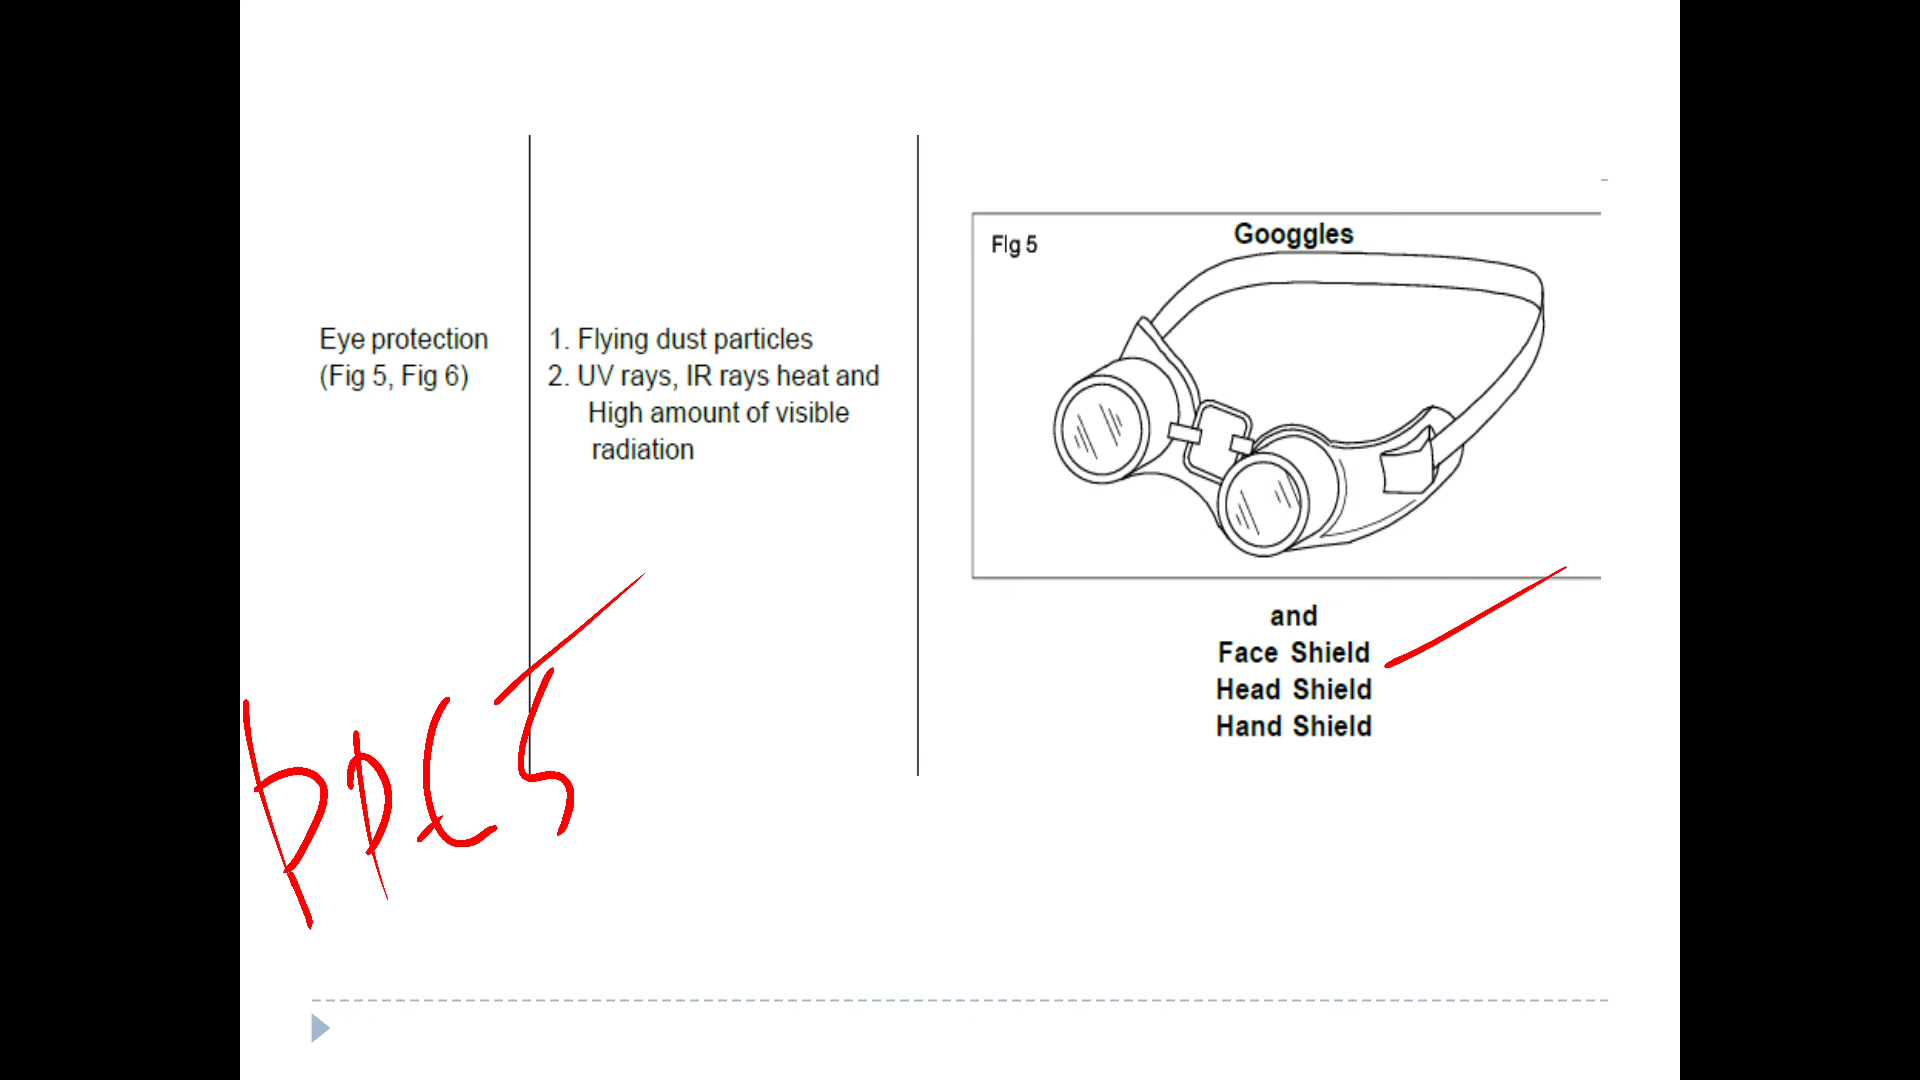 Eye protection
(Fig 5, Fig 6)
1. Flying dust particles
2. UV rays, IR rays heat and
High amount of visible
radiation
Fig 5
Googgles
and
Face Shield
Head Shield
Hand Shield